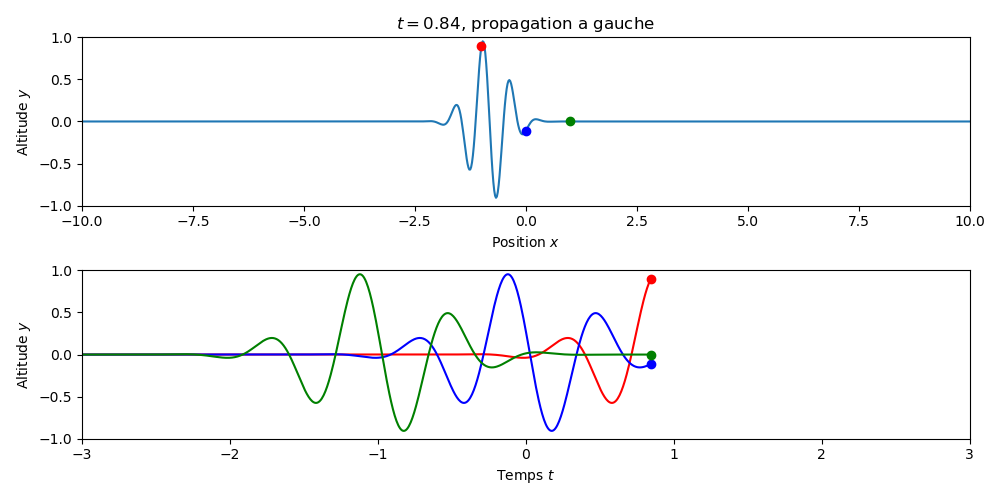 t = 0.84, propagation a gauche
1.0
0.5
0.0
−0.5
−1.0
Altitude y
−10.0 −7.5 −5.0 −2.5 0.0 2.5 5.0 7.5 10.0
Position x
1.0
0.5
0.0
−0.5
−1.0
Altitude y
−3 −2 −1 0 1 2 3
Temps t